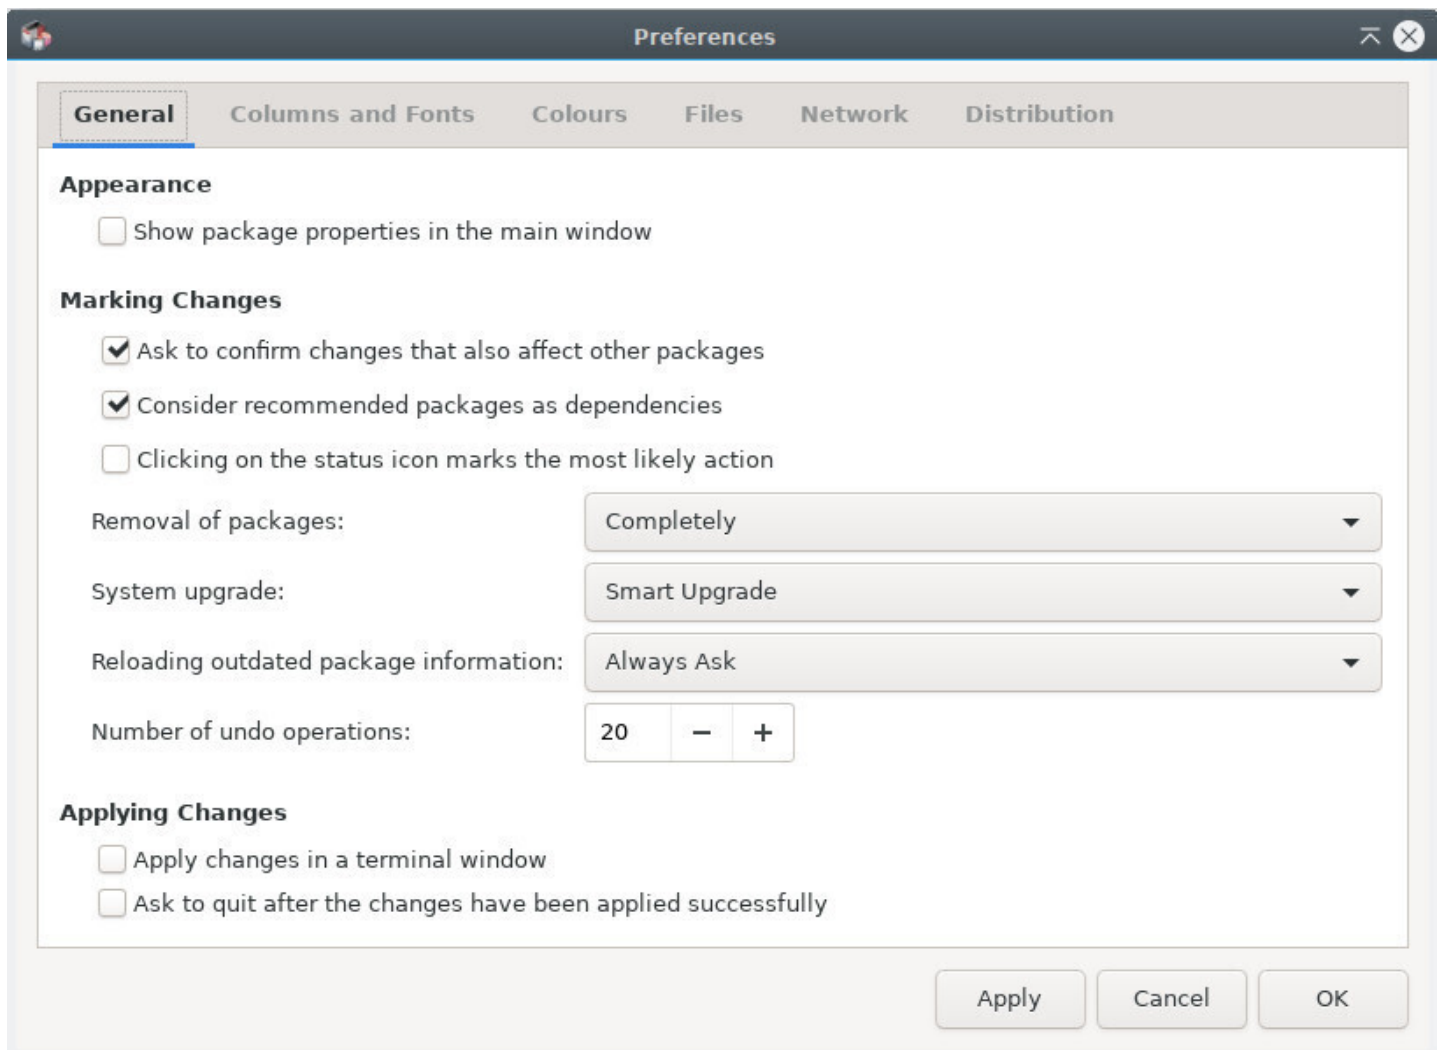 Preferences
General Columns and Fonts Colours Files Network Distribution
Appearance
Show package properties in the main window
Marking Changes
Ask to confirm changes that also affect other packages
Consider recommended packages as dependencies
Clicking on the status icon marks the most likely action
Removal of packages: Completely
System upgrade: Smart Upgrade
Reloading outdated package information: Always Ask
Number of undo operations: 20 − +
Applying Changes
Apply changes in a terminal window
Ask to quit after the changes have been applied successfully
Apply Cancel OK